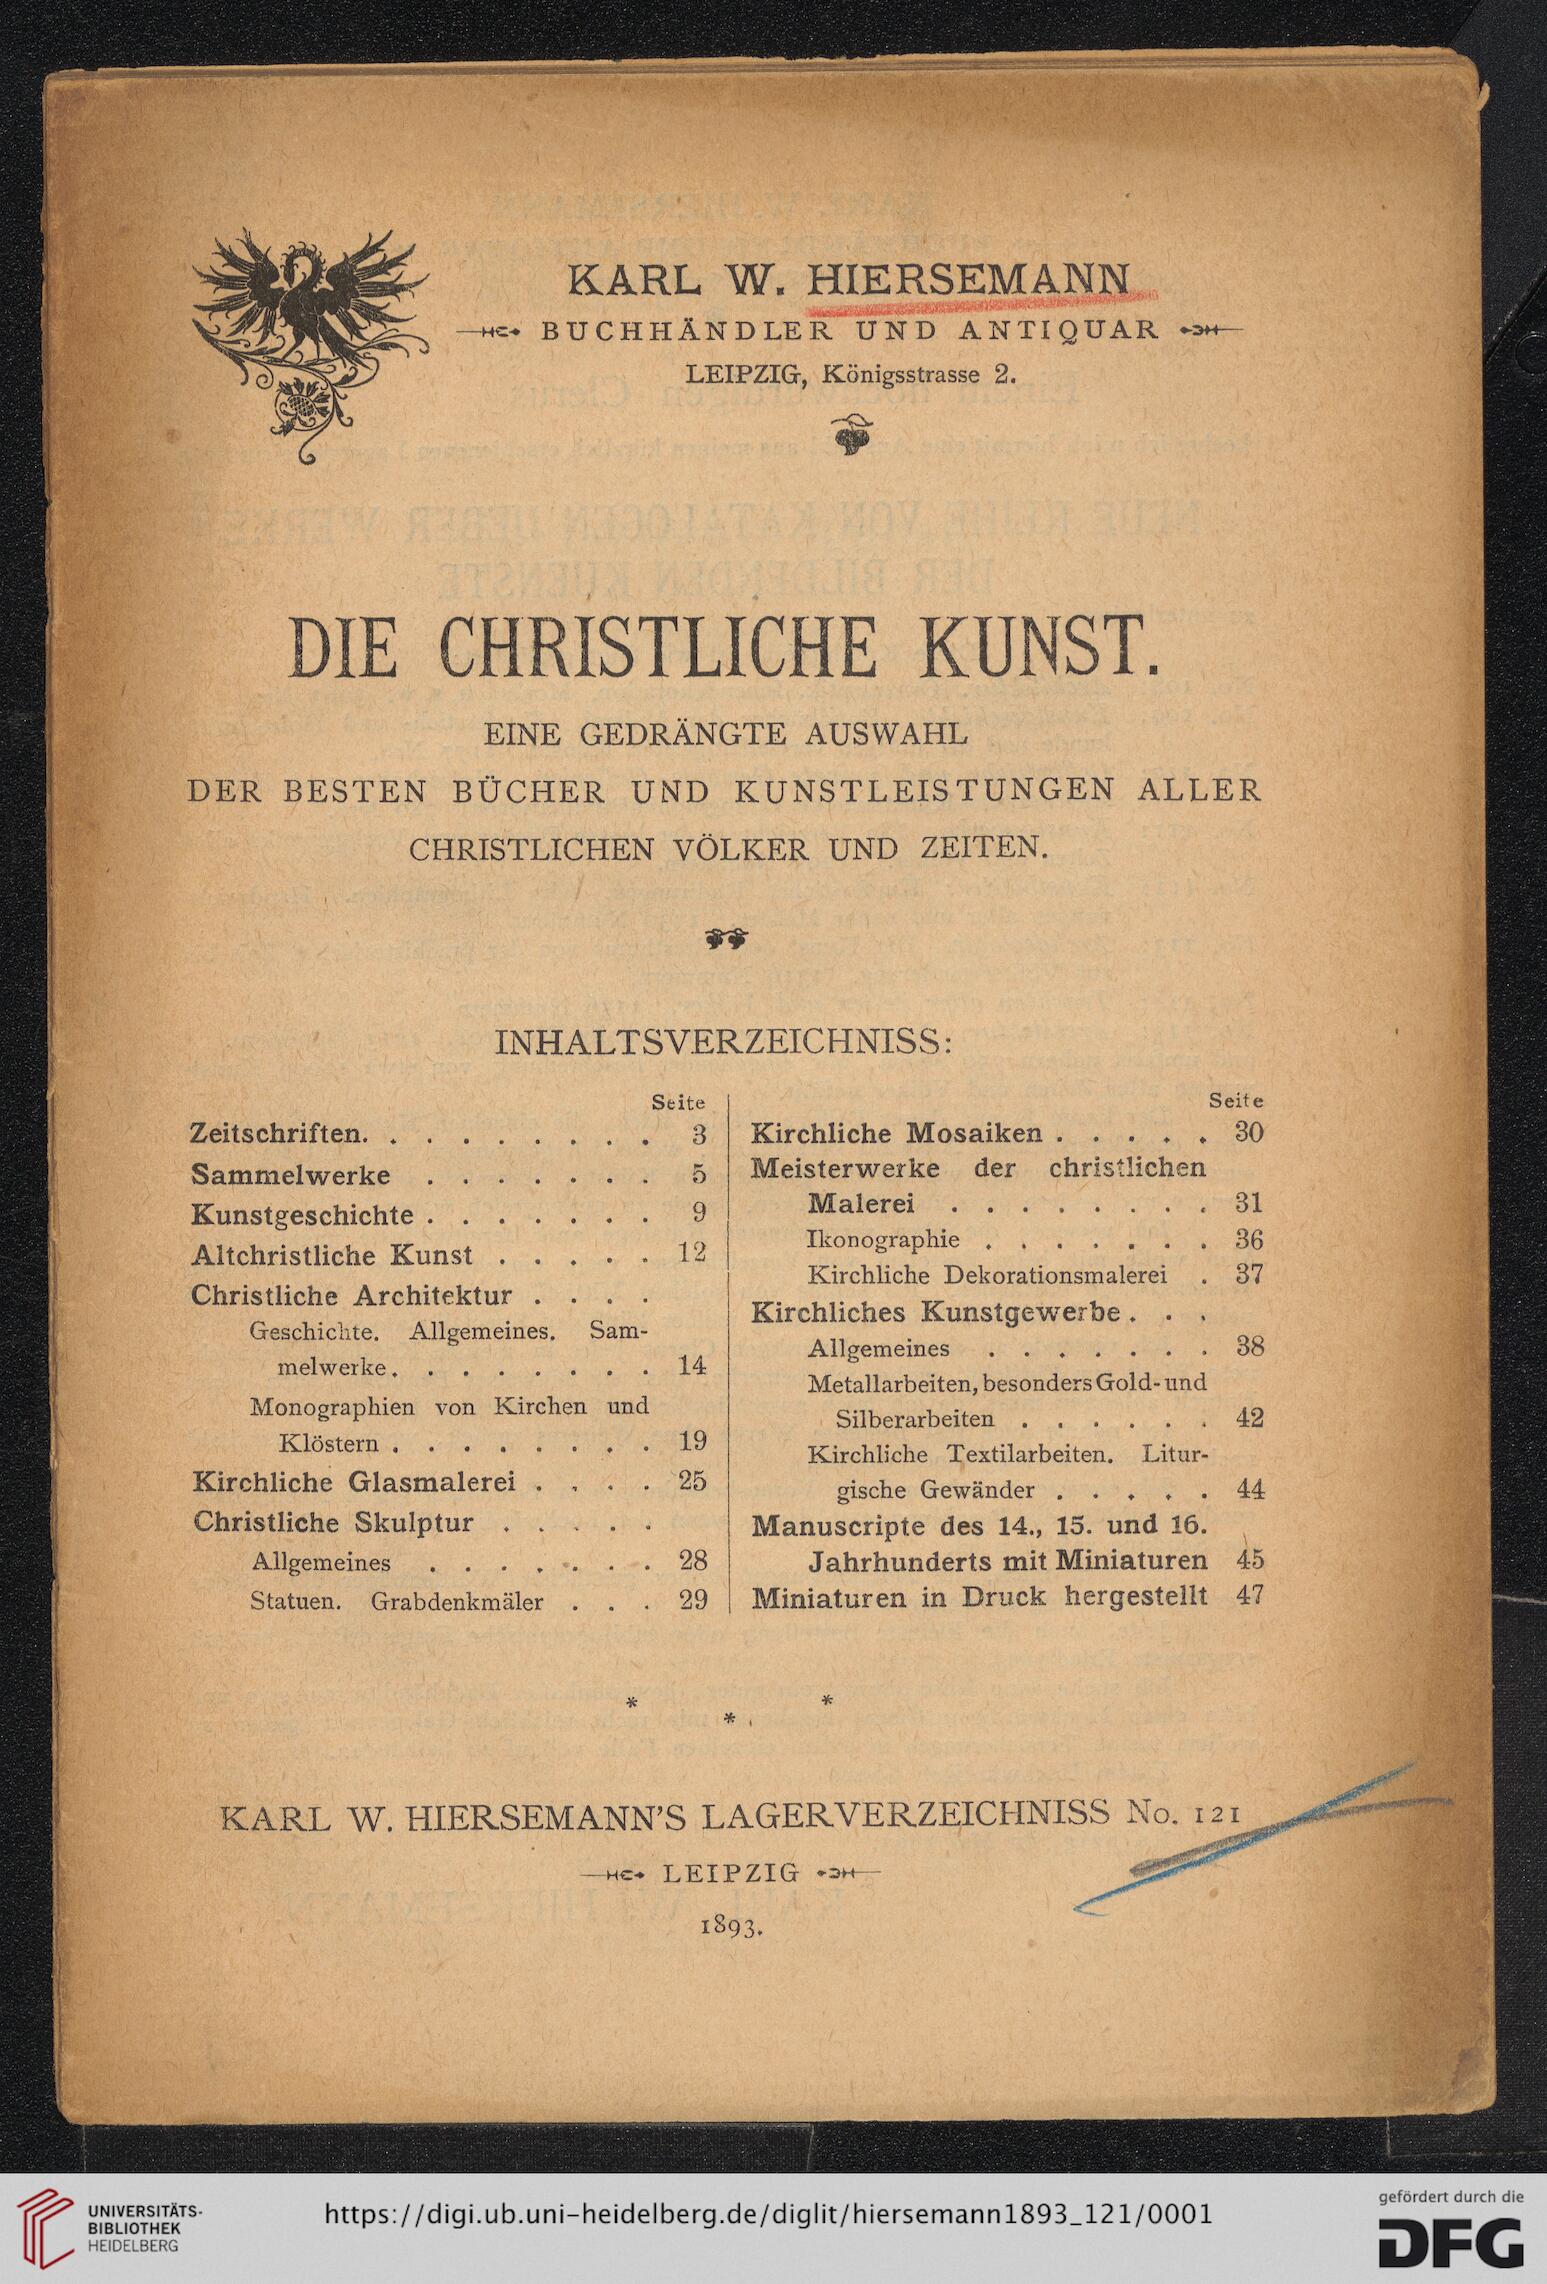 KARL W. HIERSEMANN
BUCHHÄNDLER UND ANTIQUAR
LEIPZIG, Königsstrasse 2.
DIE CHRISTLICHE KUNST.
EINE GEDRÄNGTE AUSWAHL
DER BESTEN BÜCHER UND KUNSTLEISTUNGEN ALLER
CHRISTLICHEN VÖLKER UND ZEITEN.
INHALTSVERZEICHNISS:
Seite
Zeitschriften. . . . . . . . . 3
Sammelwerke . . . . . . . 5
Kunstgeschichte . . . . . . . 9
Altchristliche Kunst . . . . . 12
Christliche Architektur . . . .
Geschichte. Allgemeines. Sam-
melwerke. . . . . . . . 14
Monographien von Kirchen und
Klöstern . . . . . . . . 19
Kirchliche Glasmalerei . . . . 25
Christliche Skulptur . . . . .
Allgemeines . . . . . . . 28
Statuen. Grabdenkmäler . . . 29
Seite
Kirchliche Mosaiken . . . . . 30
Meisterwerke der christlichen
Malerei . . . . . . . . 31
Ikonographie . . . . . . . 36
Kirchliche Dekorationsmalerei . 37
Kirchliches Kunstgewerbe . . .
Allgemeines . . . . . . . 38
Metallarbeiten, besonders Gold- und
Silberarbeiten . . . . . . 42
Kirchliche Textilarbeiten. Litur-
gische Gewänder . . . . . 44
Manuscripte des 14., 15. und 16.
Jahrhunderts mit Miniaturen 45
Miniaturen in Druck hergestellt 47
* * *
KARL W. HIERSEMANN'S LAGERVERZEICHNISS No. 121
LEIPZIG
1893.
UNIVERSITÄTS-
BIBLIOTHEK
HEIDELBERG
https://digi.ub.uni-heidelberg.de/diglit/hiersemann1893_121/0001
gefördert durch die
DFG